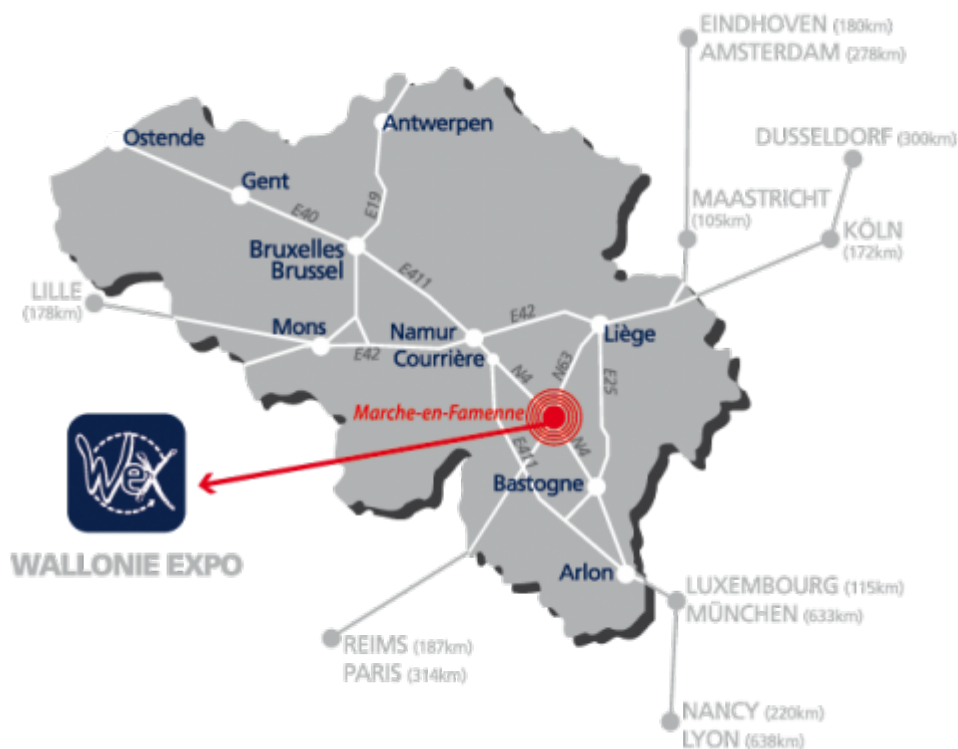 EINDHOVEN (180km)
AMSTERDAM (278km)
DUSSELDORF (300km)
MAASTRICHT
(105km)
KÖLN
(172km)
Ostende
Antwerpen
Gent
E40
E19
Bruxelles
Brussel
E411
LILLE
(178km)
Mons
E42
Namur
Courrière
E42
Liège
N4
N63
E25
Marche-en-Famenne
E411
N4
Bastogne
Wex
WALLONIE EXPO
Arlon
LUXEMBOURG (115km)
MÜNCHEN (633km)
REIMS (187km)
PARIS (314km)
NANCY (220km)
LYON (638km)